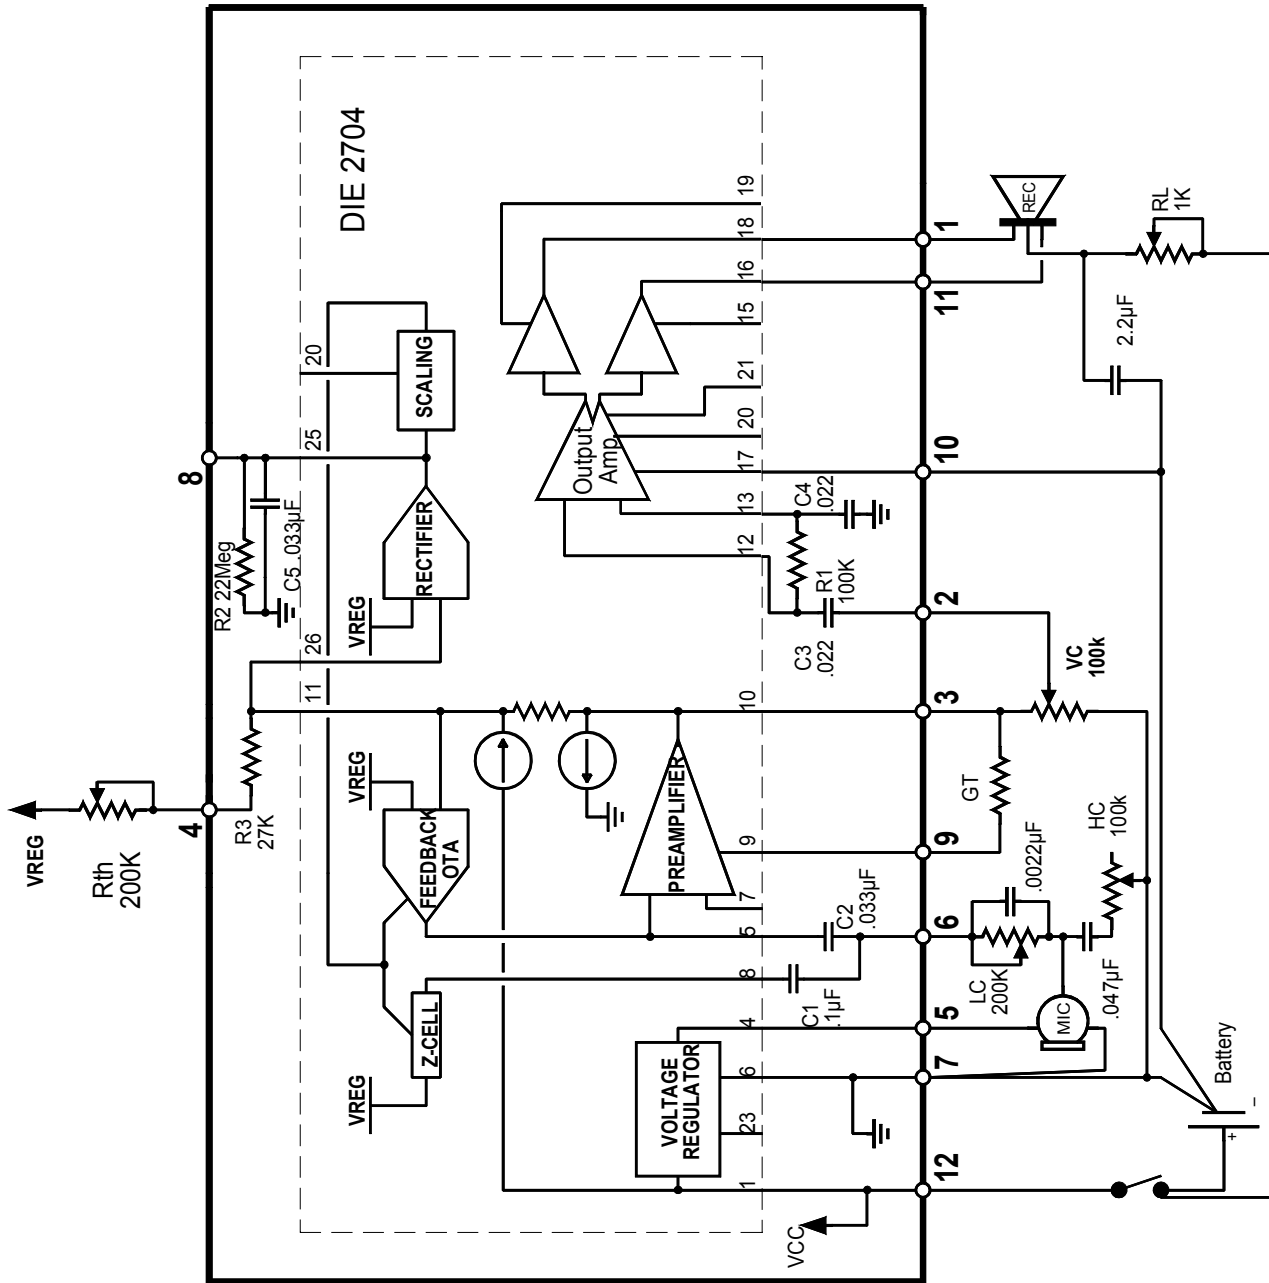 DIE 2704
VREG
Rth
200K
4
R3
27K
8
R2 22Meg
C5 .033µF
25
20
26
11
SCALING
RECTIFIER
VREG
VREG
FEEDBACK
OTA
Z-CELL
VREG
Output
Amp
PREAMPLIFIER
VOLTAGE
REGULATOR
19
18
16
15
21
20
17
13
12
10
9
7
5
8
4
6
23
1
C4
.022
R1
100K
C3
.022
C2
.033µF
C1
.1µF
VCC
1
11
10
2
3
9
6
5
7
12
REC
RL
1K
2.2µF
VC
100k
GT
HC
100k
.0022µF
LC
200K
.047µF
MIC
Battery
+
–